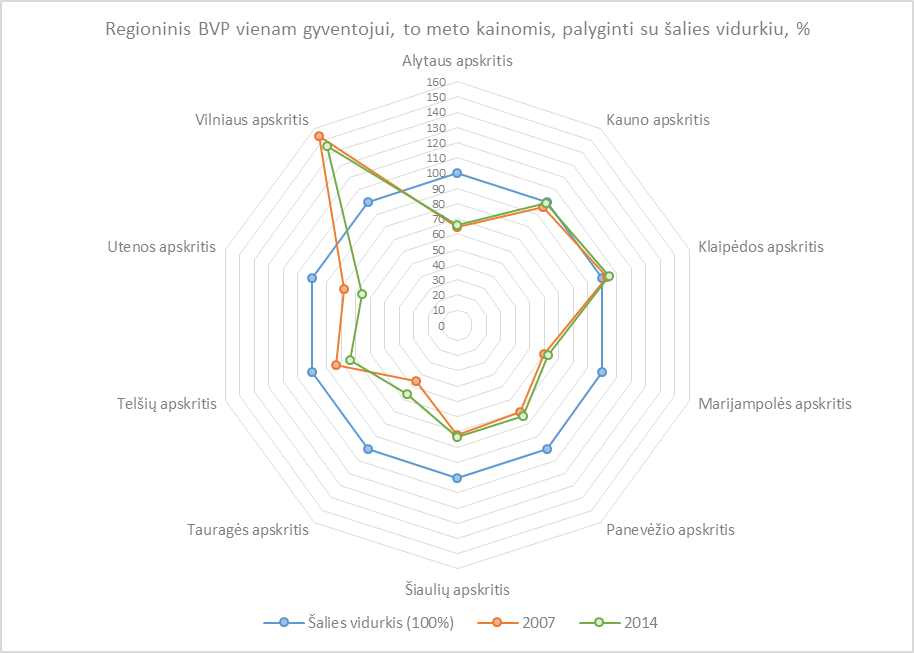 Regioninis BVP vienam gyventojui, to meto kainomis, palyginti su šalies vidurkiu, %
Alytaus apskritis
160
150
140
130
120
110
100
90
80
70
60
50
40
30
20
10
0
Kauno apskritis
Klaipėdos apskritis
Marijampolės apskritis
Panevėžio apskritis
Šiaulių apskritis
Tauragės apskritis
Telšių apskritis
Utenos apskritis
Vilniaus apskritis
Šalies vidurkis (100%) 2007 2014